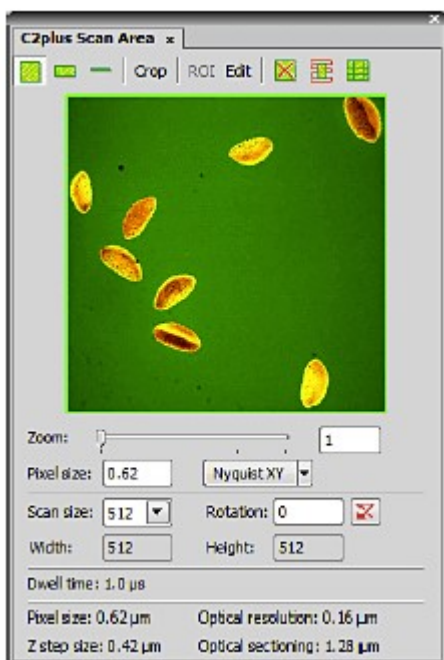 C2plus Scan Area x
Crop ROI Edit
Zoom: 1
Pixel size: 0.62 Nyquist XY
Scan size: 512 Rotation: 0
Width: 512 Height: 512
Dwell time: 1.0 µs
Pixel size: 0.62 µm Optical resolution: 0.16 µm
Z step size: 0.42 µm Optical sectioning: 1.28 µm